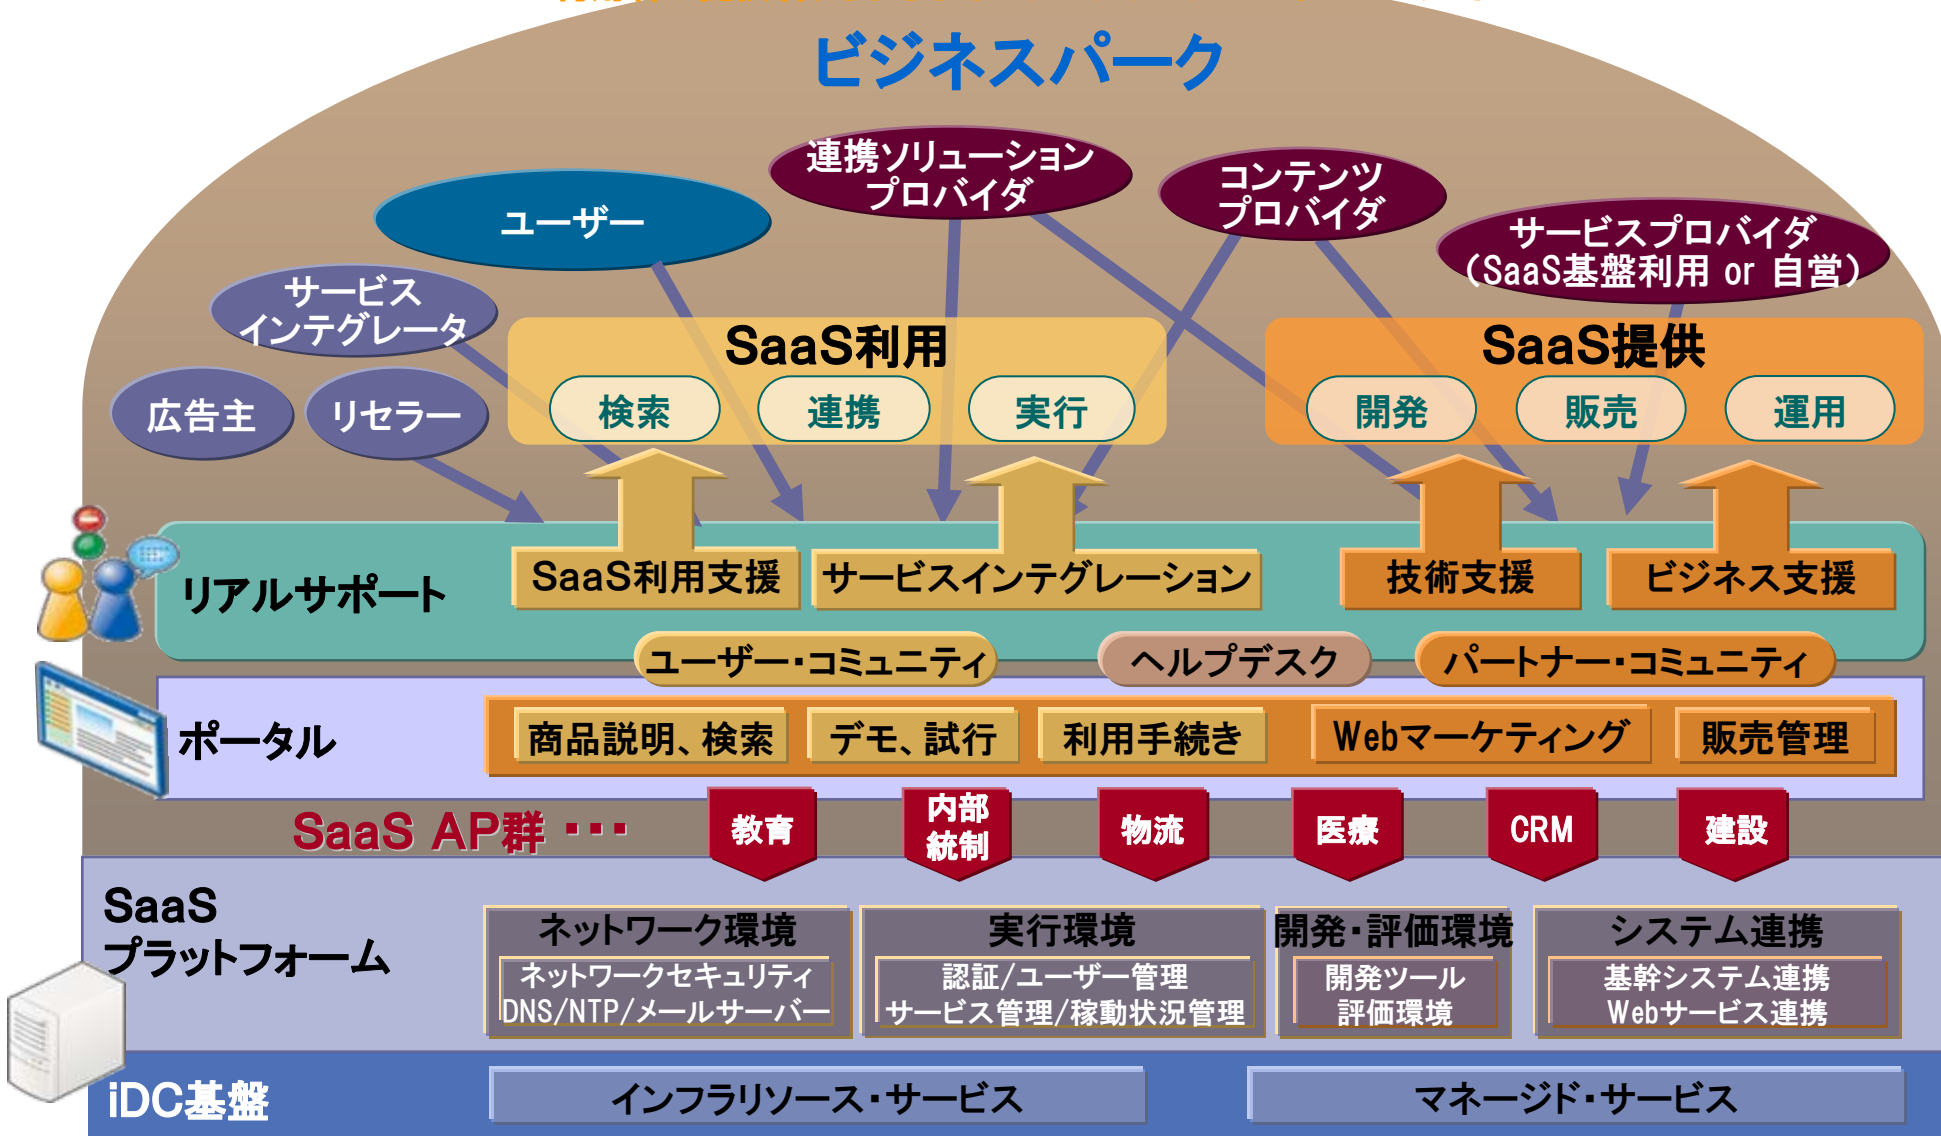 ビジネスパーク
連携ソリューション
プロバイダ
コンテンツ
プロバイダ
ユーザー
サービスプロバイダ
（SaaS基盤利用 or 自営）
サービス
インテグレータ
広告主
リセラー
SaaS利用
検索
連携
実行
SaaS提供
開発
販売
運用
リアルサポート
SaaS利用支援
サービスインテグレーション
技術支援
ビジネス支援
ユーザー・コミュニティ
ヘルプデスク
パートナー・コミュニティ
ポータル
商品説明、検索
デモ、試行
利用手続き
Webマーケティング
販売管理
SaaS AP群 ・・・
教育
内部
統制
物流
医療
CRM
建設
SaaS
プラットフォーム
ネットワーク環境
ネットワークセキュリティ
DNS/NTP/メールサーバー
実行環境
認証/ユーザー管理
サービス管理/稼動状況管理
開発・評価環境
開発ツール
評価環境
システム連携
基幹システム連携
Webサービス連携
iDC基盤
インフラリソース・サービス
マネージド・サービス